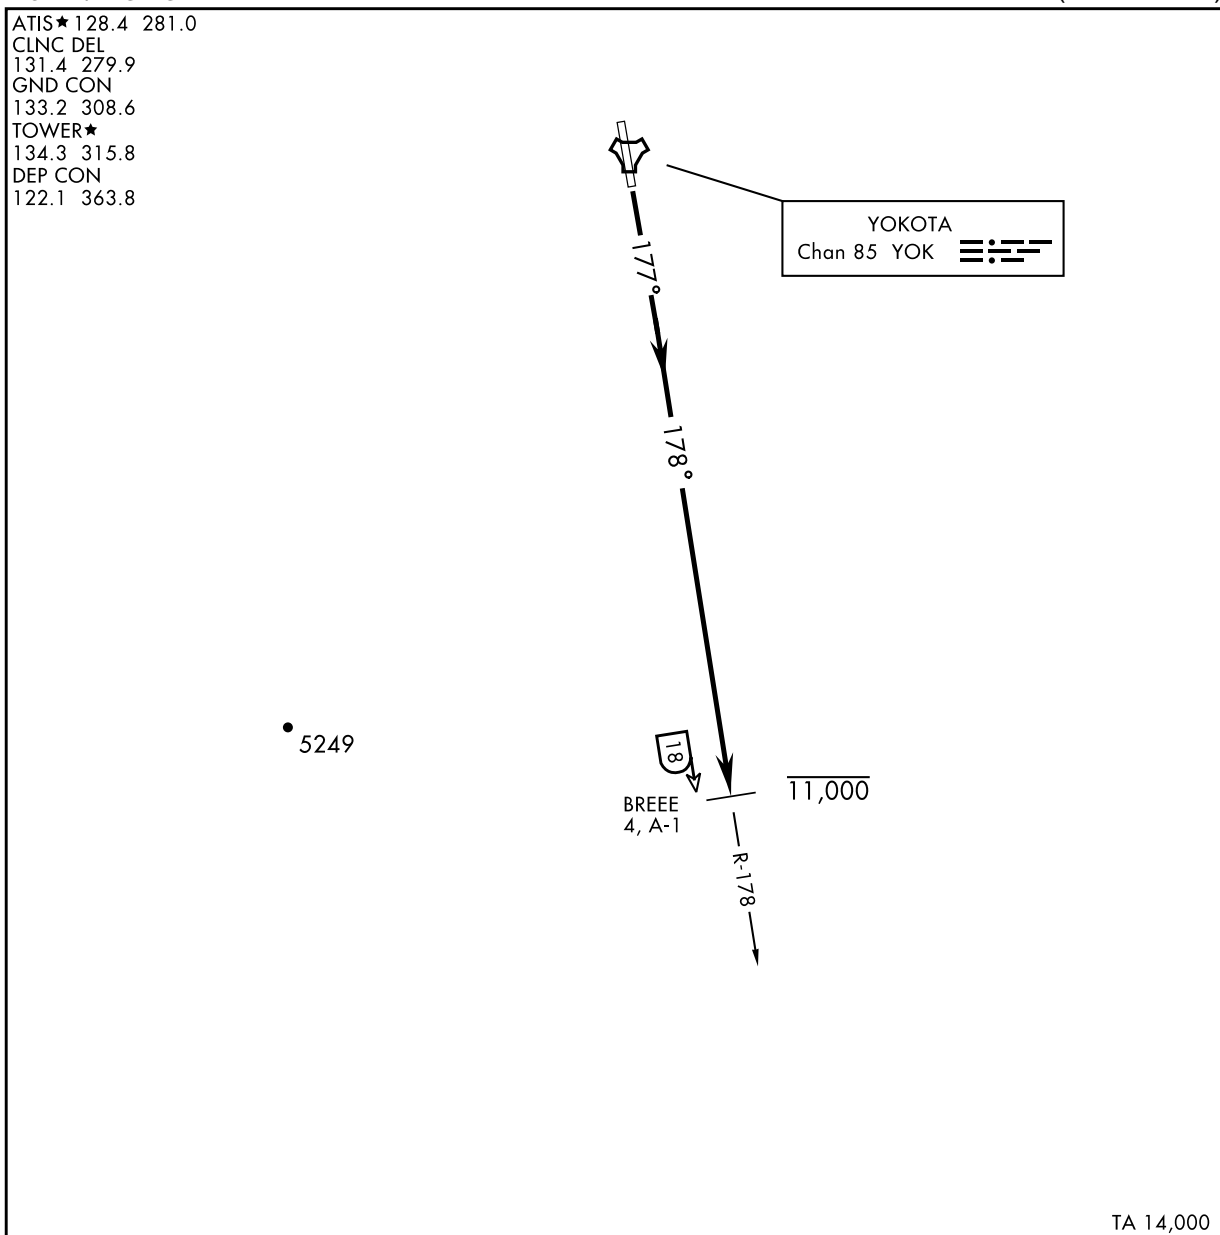 ATIS★ 128.4 281.0
CLNC DEL
131.4 279.9
GND CON
133.2 308.6
TOWER★
134.3 315.8
DEP CON
122.1 363.8
YOKOTA
Chan 85 YOK
177°
178°
5249
18
BREEE
4, A-1
11,000
R-178
TA 14,000